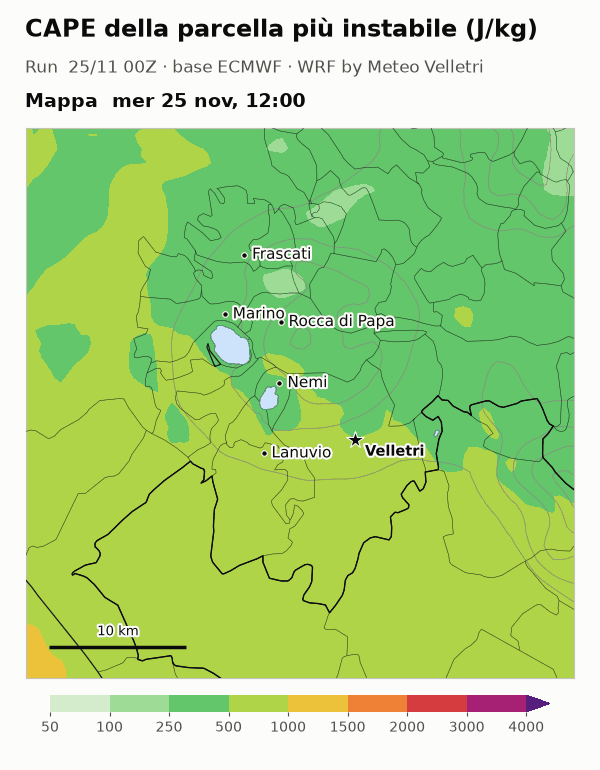 CAPE della parcella più instabile (J/kg)
Run  25/11 00Z · base ECMWF · WRF by Meteo Velletri
Mappa  mer 25 nov, 12:00
Frascati
Marino
Rocca di Papa
Nemi
Velletri
Lanuvio
10 km
50 100 250 500 1000 1500 2000 3000 4000